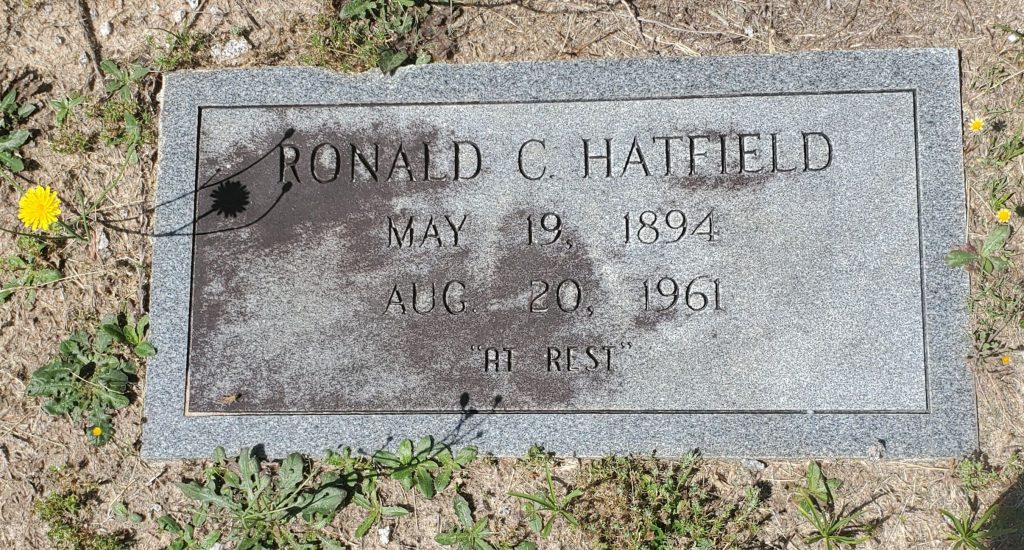 RONALD C. HATFIELD
MAY 19, 1894
AUG. 20, 1961
"AT REST"